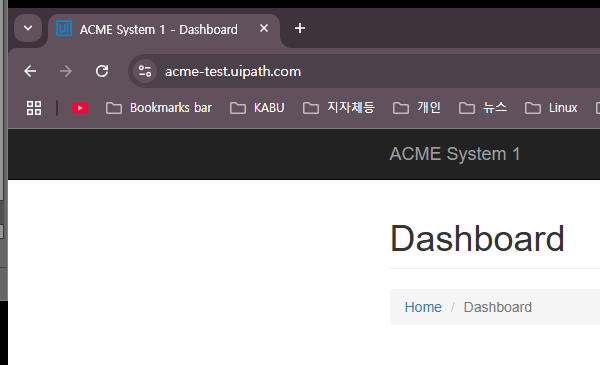 ACME System 1 - Dashboard
acme-test.uipath.com
Bookmarks bar KABU 지자체등 개인 뉴스 Linux
ACME System 1
Dashboard
Home / Dashboard